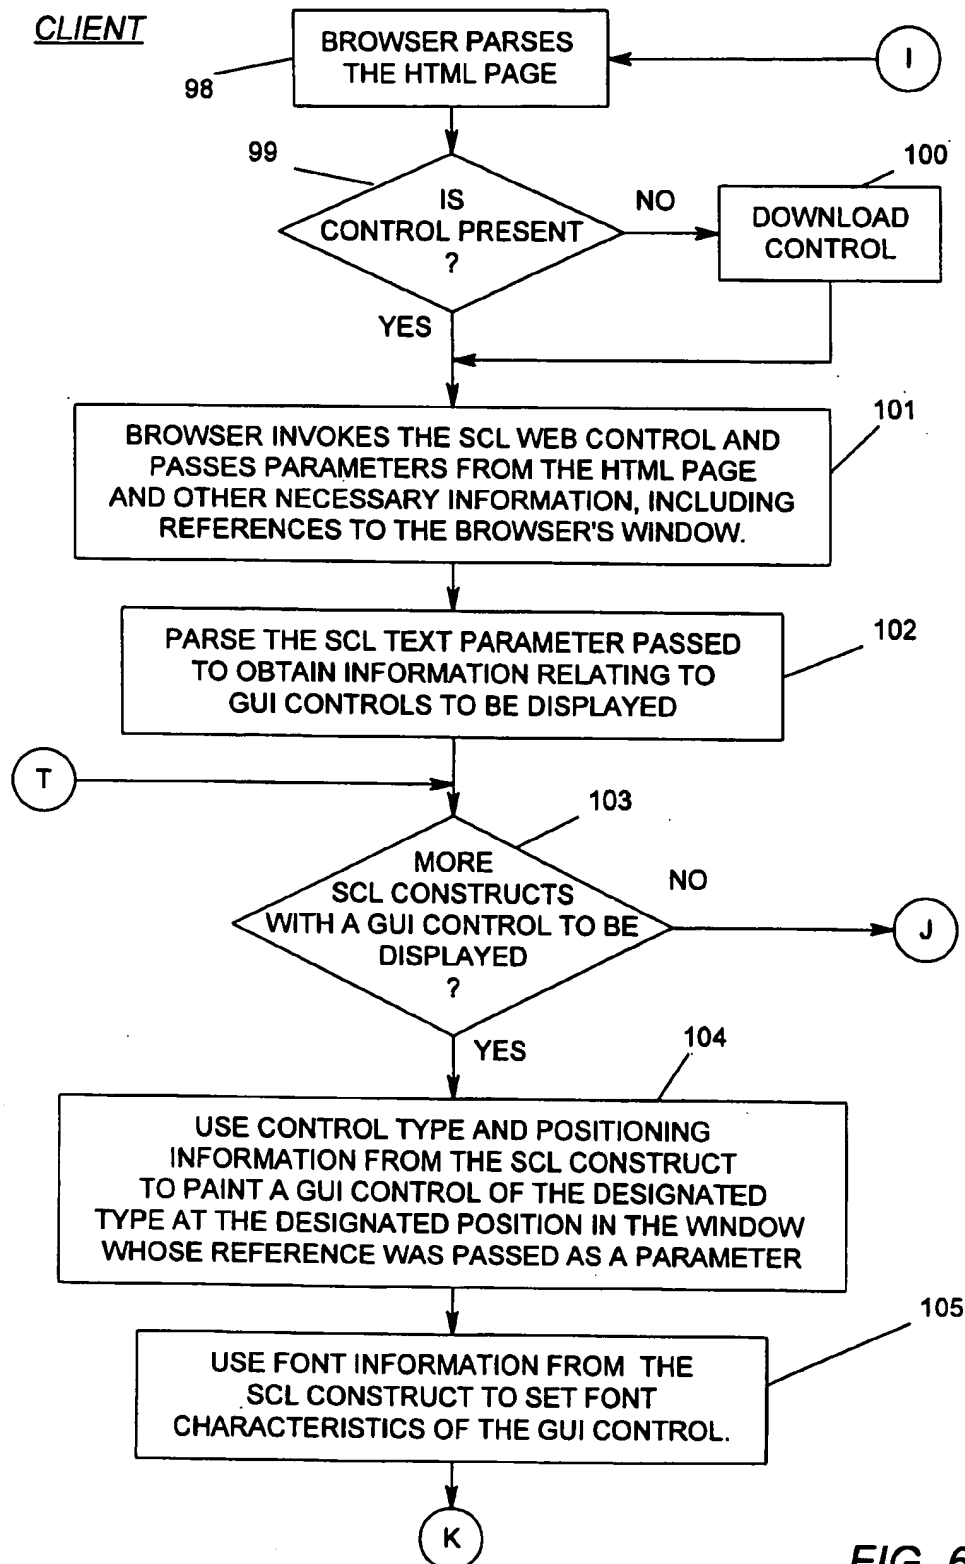 CLIENT
BROWSER PARSES
THE HTML PAGE
I
98
99
IS
CONTROL PRESENT
?
NO
100
DOWNLOAD
CONTROL
YES
101
BROWSER INVOKES THE SCL WEB CONTROL AND
PASSES PARAMETERS FROM THE HTML PAGE
AND OTHER NECESSARY INFORMATION, INCLUDING
REFERENCES TO THE BROWSER'S WINDOW.
102
PARSE THE SCL TEXT PARAMETER PASSED
TO OBTAIN INFORMATION RELATING TO
GUI CONTROLS TO BE DISPLAYED
T
103
MORE
SCL CONSTRUCTS
WITH A GUI CONTROL TO BE
DISPLAYED
?
NO
J
YES
104
USE CONTROL TYPE AND POSITIONING
INFORMATION FROM THE SCL CONSTRUCT
TO PAINT A GUI CONTROL OF THE DESIGNATED
TYPE AT THE DESIGNATED POSITION IN THE WINDOW
WHOSE REFERENCE WAS PASSED AS A PARAMETER
105
USE FONT INFORMATION FROM THE
SCL CONSTRUCT TO SET FONT
CHARACTERISTICS OF THE GUI CONTROL.
K
FIG. 6